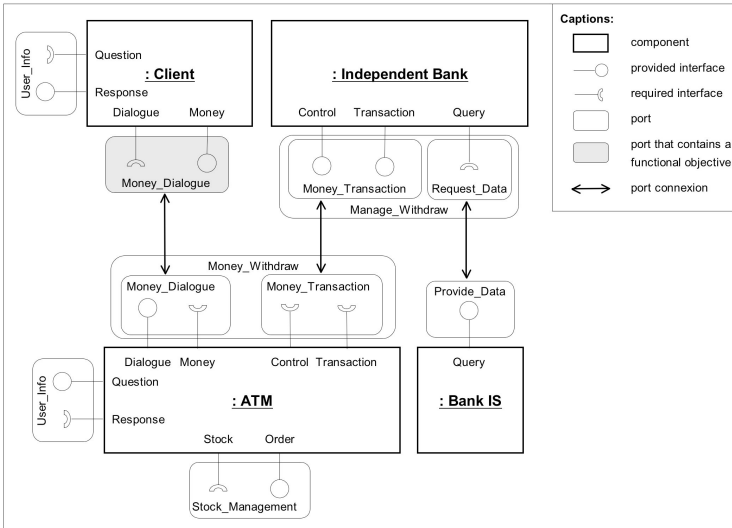 User_Info
Question
Response
: Client
Dialogue Money
Money_Dialogue
: Independent Bank
Control Transaction Query
Money_Transaction
Request_Data
Manage_Withdraw
Money_Withdraw
Money_Dialogue
Money_Transaction
Provide_Data
Dialogue Money Control Transaction
User_Info
Question
Response
: ATM
Stock Order
Stock_Management
Query
: Bank IS
Captions:
component
provided interface
required interface
port
port that contains a
functional objective
port connexion